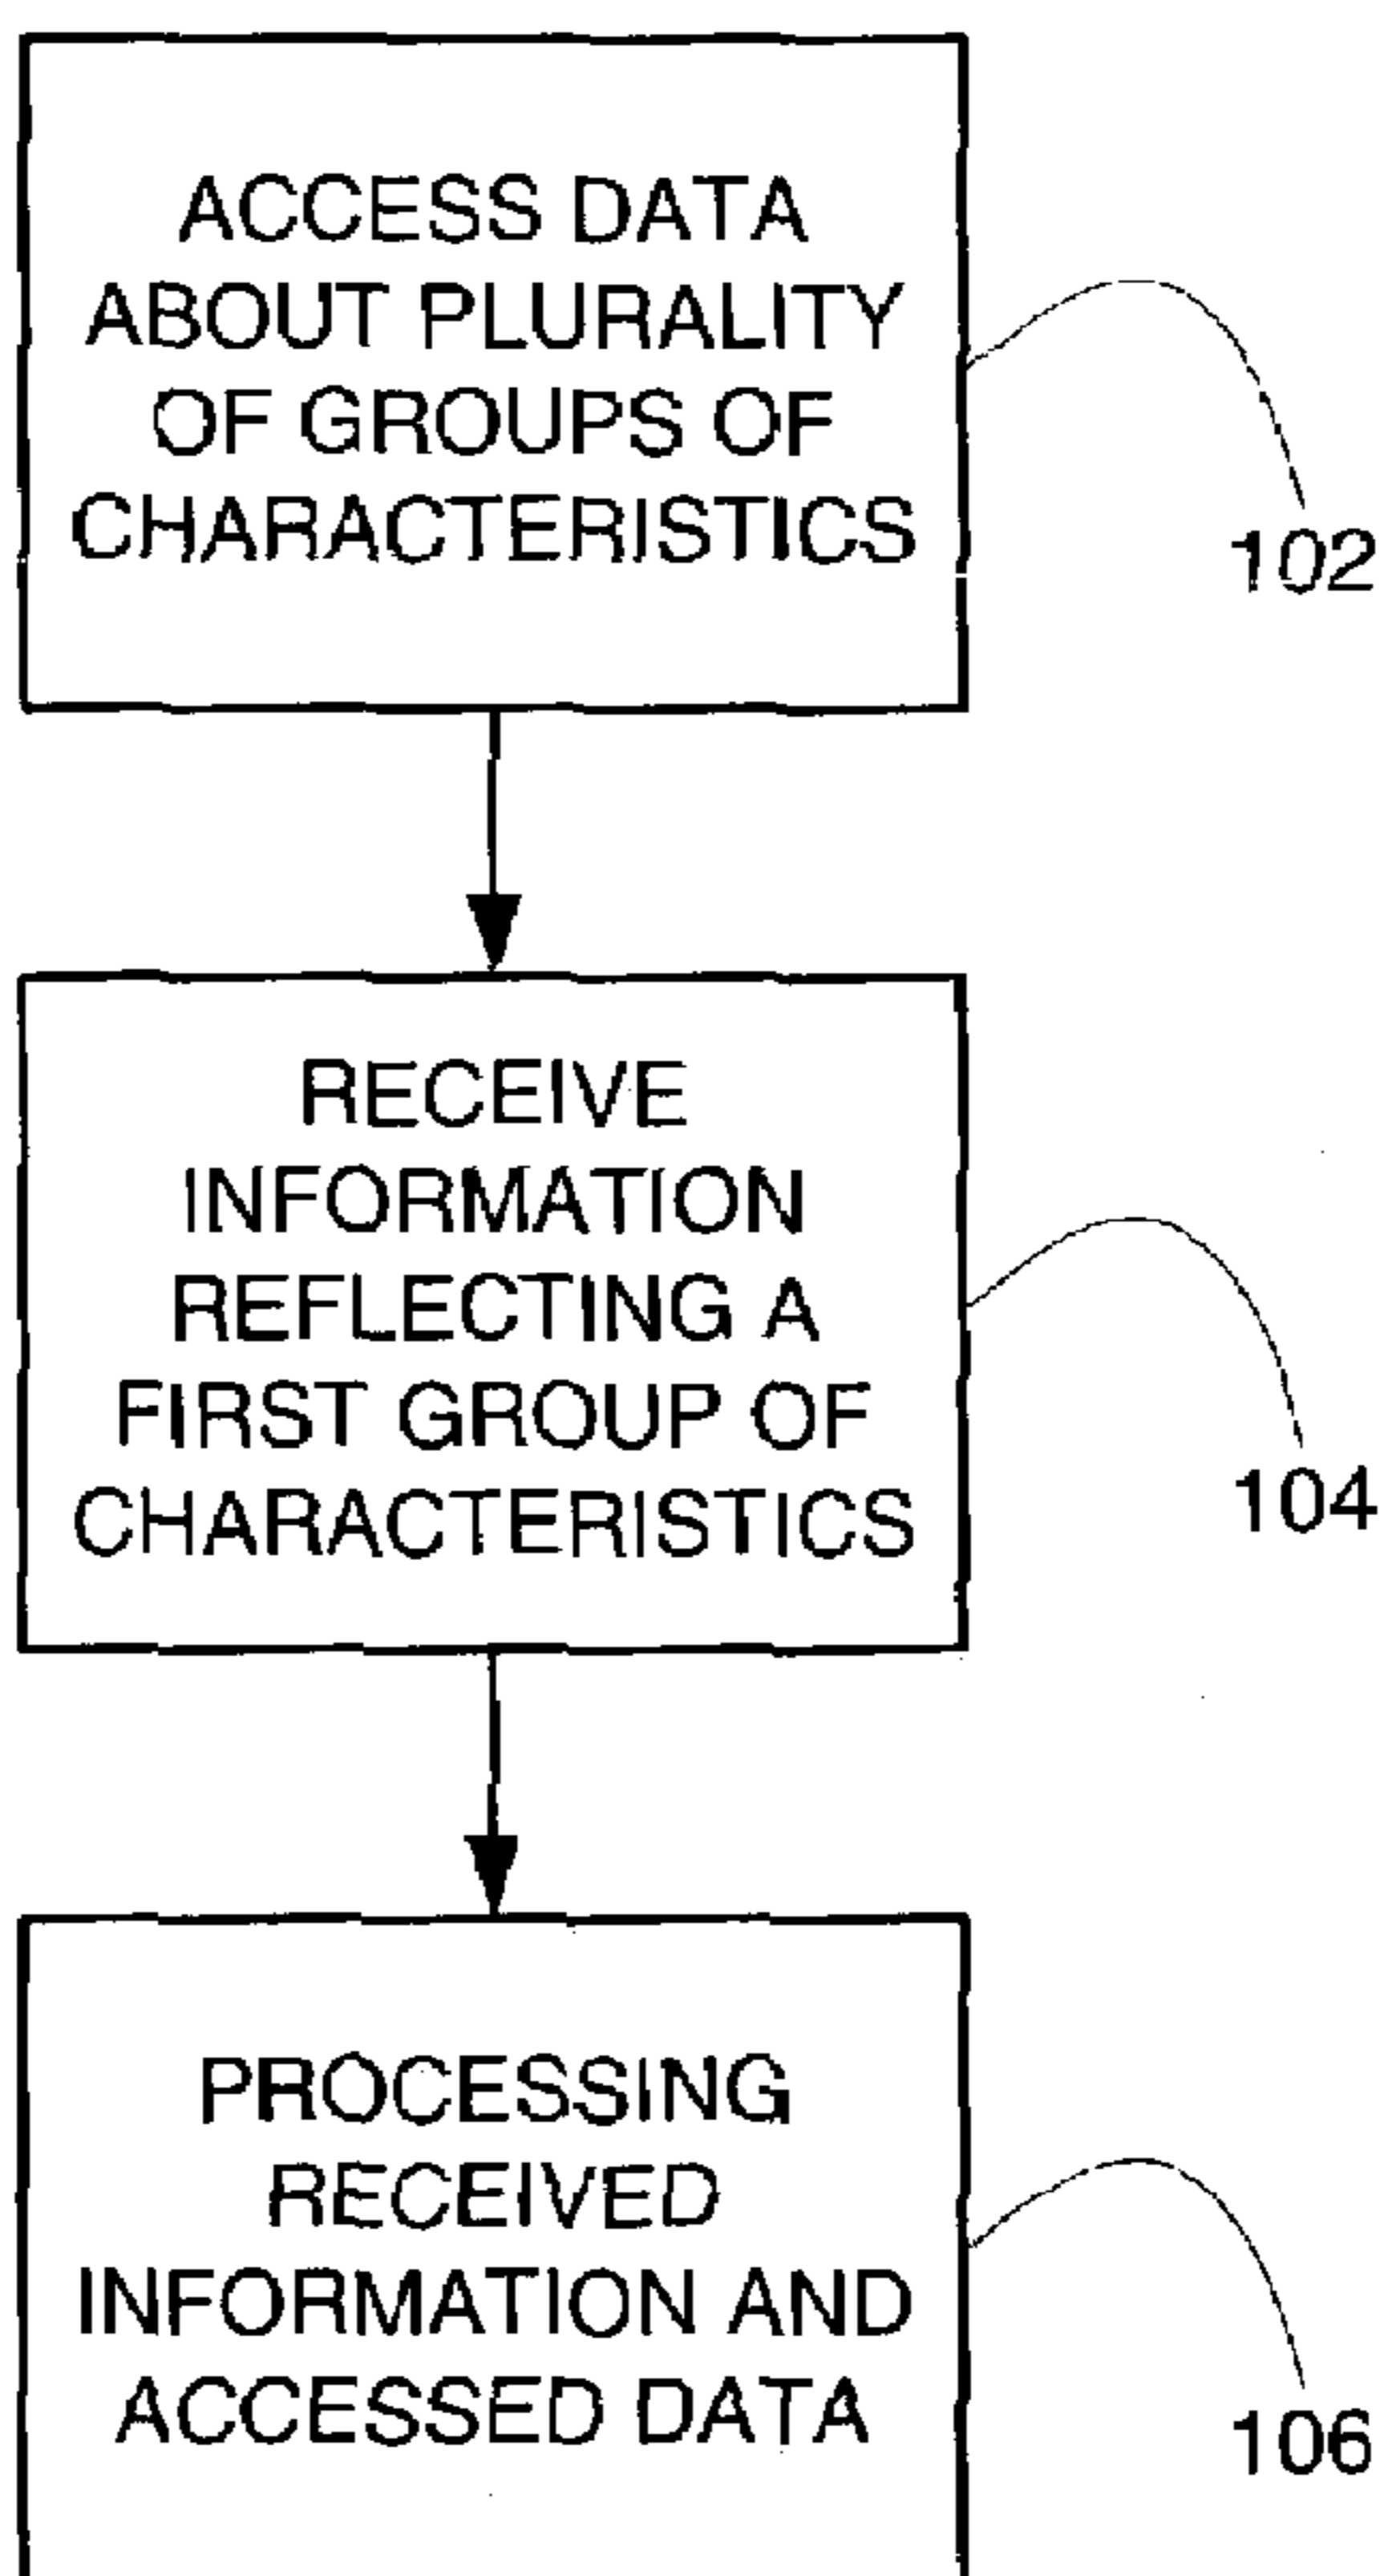 ACCESS DATA
ABOUT PLURALITY
OF GROUPS OF
CHARACTERISTICS
102
RECEIVE
INFORMATION
REFLECTING A
FIRST GROUP OF
CHARACTERISTICS
104
PROCESSING
RECEIVED
INFORMATION AND
ACCESSED DATA
106